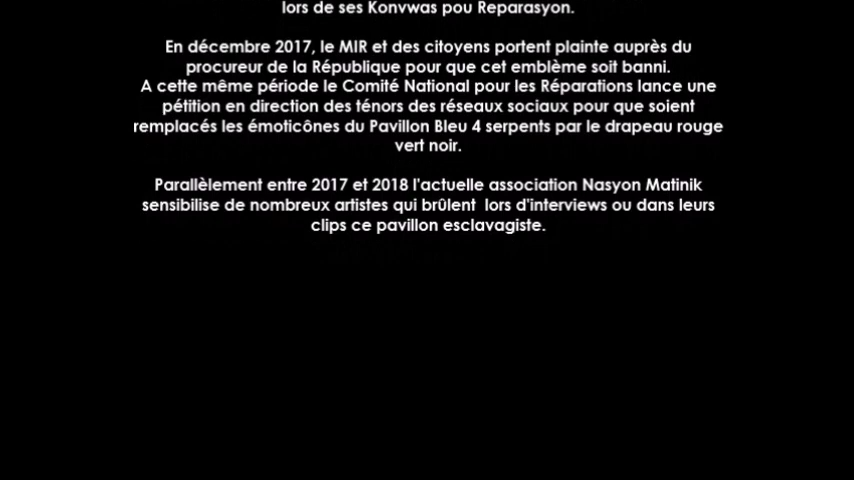 lors de ses Konvwas pou Reparasyon.
En décembre 2017, le MIR et des citoyens portent plainte auprès du
procureur de la République pour que cet emblème soit banni.
A cette même période le Comité National pour les Réparations lance une
pétition en direction des ténors des réseaux sociaux pour que soient
remplacés les émoticônes du Pavillon Bleu 4 serpents par le drapeau rouge
vert noir.
Parallèlement entre 2017 et 2018 l'actuelle association Nasyon Matinik
sensibilise de nombreux artistes qui brûlent lors d'interviews ou dans leurs
clips ce pavillon esclavagiste.